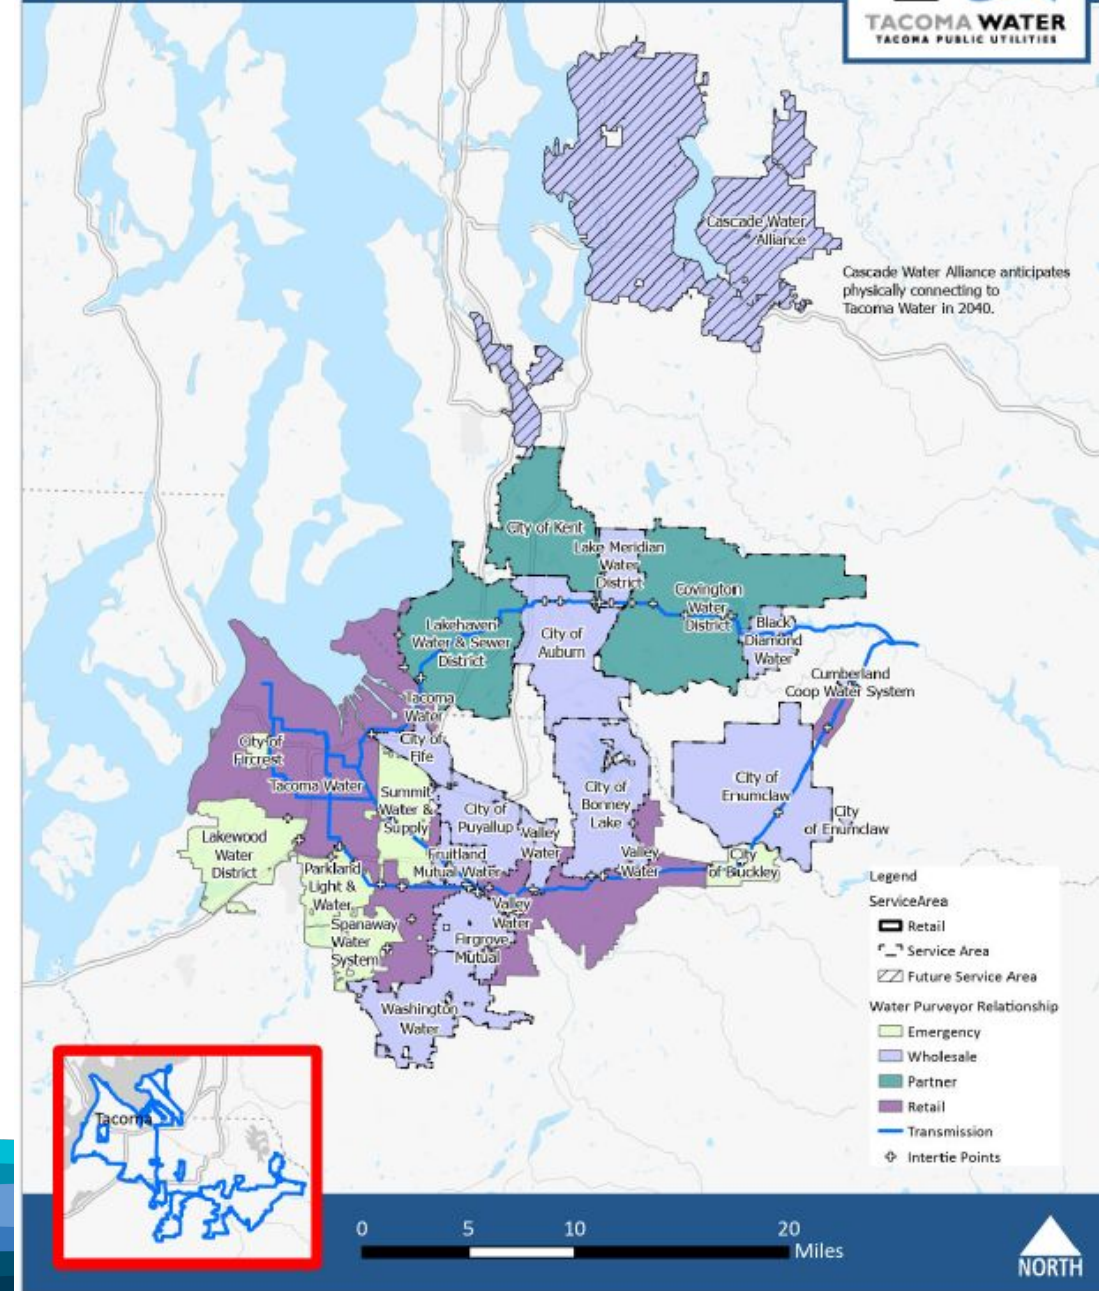 TACOMA WATER
TACOMA PUBLIC UTILITIES
Cascade Water
Alliance
Cascade Water Alliance anticipates
physically connecting to
Tacoma Water in 2040.
City of Kent
Lake Meridian
Water
District
Covington
Water
District
Lakehaven
Water & Sewer
District
City of
Auburn
Black
Diamond
Water
Cumberland
Coop Water System
Tacoma
Water
City of
Fife
City of
Fircrest
Tacoma Water
Summit
Water &
Supply
City of
Puyallup
Valley
Water
City of
Bonney
Lake
City of
Enumclaw
City
of Enumclaw
Lakewood
Water
District
Fruitland
Mutual Water
Valley
Water
City
of Buckley
Parkland
Light &
Water
Valley
Water
Spanaway
Water
System
Firgrove
Mutual
Washington
Water
Legend
ServiceArea
Retail
Service Area
Future Service Area
Water Purveyor Relationship
Emergency
Wholesale
Partner
Retail
Transmission
Intertie Points
Tacoma
0 5 10 20
Miles
NORTH